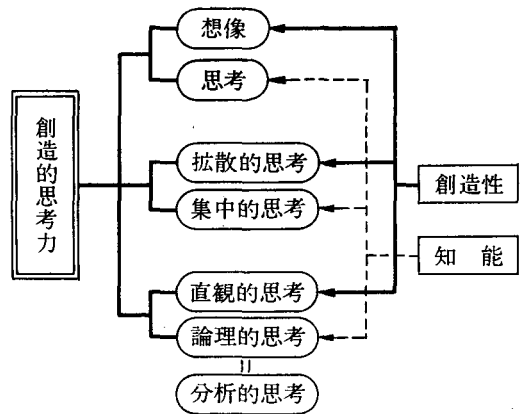 創造的思考力
想像
思考
拡散的思考
集中的思考
直観的思考
論理的思考
=
分析的思考
創造性
知能